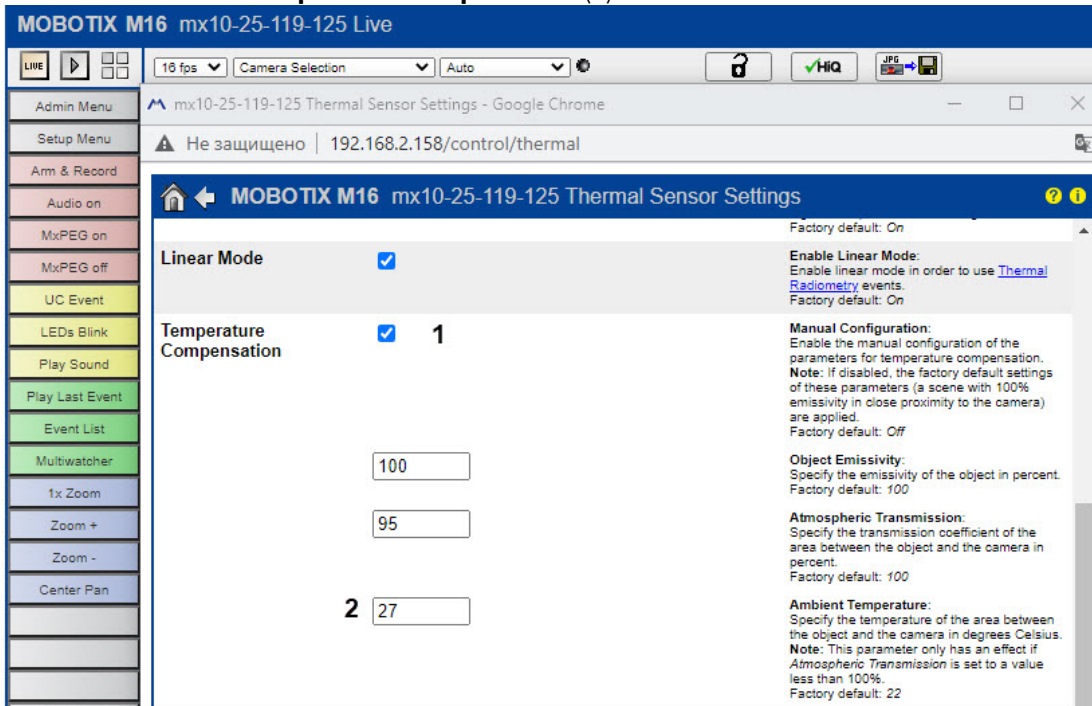 MOBOTIX M16 mx10-25-119-125 Live
LIVE
16 fps
Camera Selection
Auto
HiQ
JPG
Admin Menu
Setup Menu
Arm & Record
Audio on
MxPEG on
MxPEG off
UC Event
LEDs Blink
Play Sound
Play Last Event
Event List
Multiwatcher
1x Zoom
Zoom +
Zoom -
Center Pan
mx10-25-119-125 Thermal Sensor Settings - Google Chrome
Не защищено | 192.168.2.158/control/thermal
MOBOTIX M16 mx10-25-119-125 Thermal Sensor Settings
? i
Factory default: On
Linear Mode
Enable Linear Mode:
Enable linear mode in order to use Thermal
Radiometry events.
Factory default: On
Temperature
Compensation
1
Manual Configuration:
Enable the manual configuration of the
parameters for temperature compensation.
Note: If disabled, the factory default settings
of these parameters (a scene with 100%
emissivity in close proximity to the camera)
are applied.
Factory default: Off
100
Object Emissivity:
Specify the emissivity of the object in percent.
Factory default: 100
95
Atmospheric Transmission:
Specify the transmission coefficient of the
area between the object and the camera in
percent.
Factory default: 100
2 27
Ambient Temperature:
Specify the temperature of the area between
the object and the camera in degrees Celsius.
Note: This parameter only has an effect if
Atmospheric Transmission is set to a value
less than 100%.
Factory default: 22